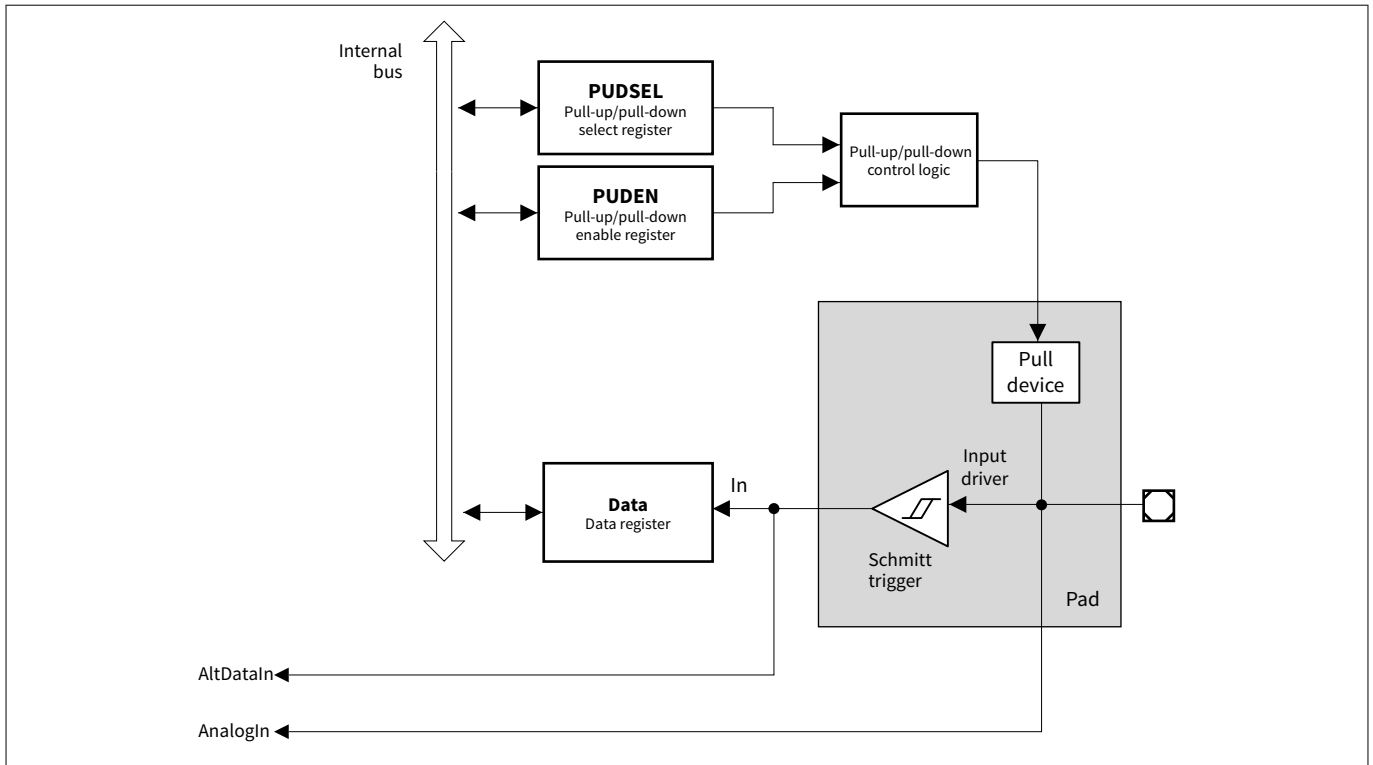 Internal
bus
PUDSEL
Pull-up/pull-down
select register
Pull-up/pull-down
control logic
PUDEN
Pull-up/pull-down
enable register
Pull
device
Input
driver
In
Data
Data register
Schmitt
trigger
Pad
AltDataIn
AnalogIn